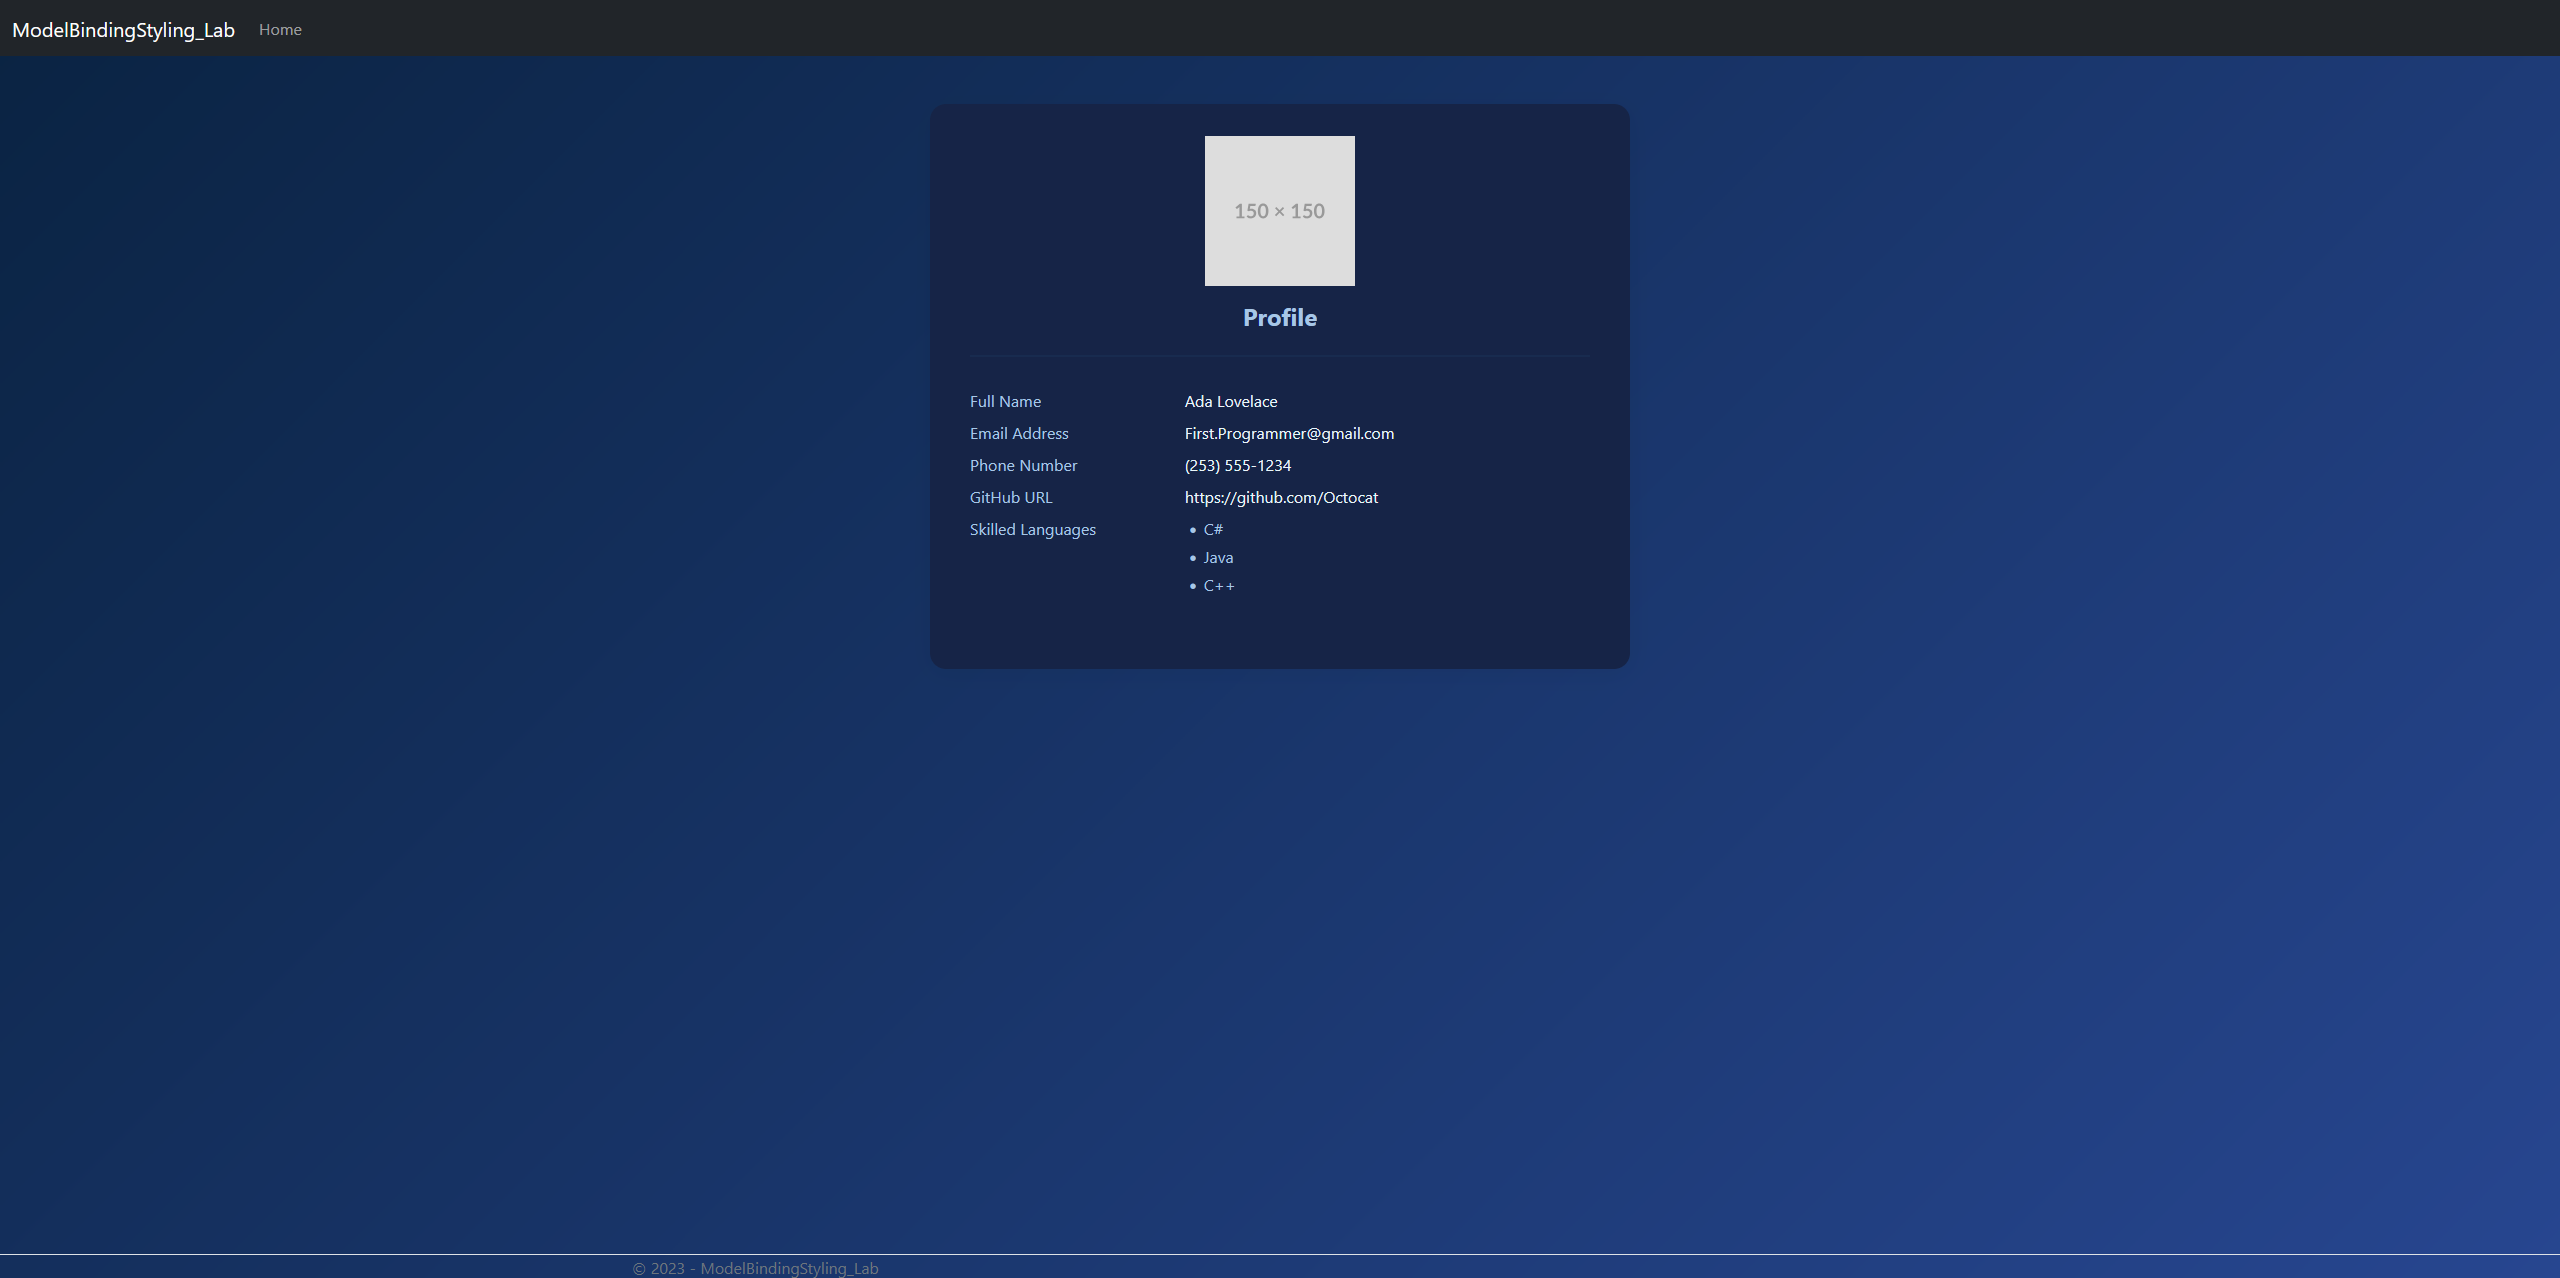 ModelBindingStyling_Lab Home
150 × 150
Profile
Full Name Ada Lovelace
Email Address First.Programmer@gmail.com
Phone Number (253) 555-1234
GitHub URL https://github.com/Octocat
Skilled Languages • C#
• Java
• C++
© 2023 - ModelBindingStyling_Lab